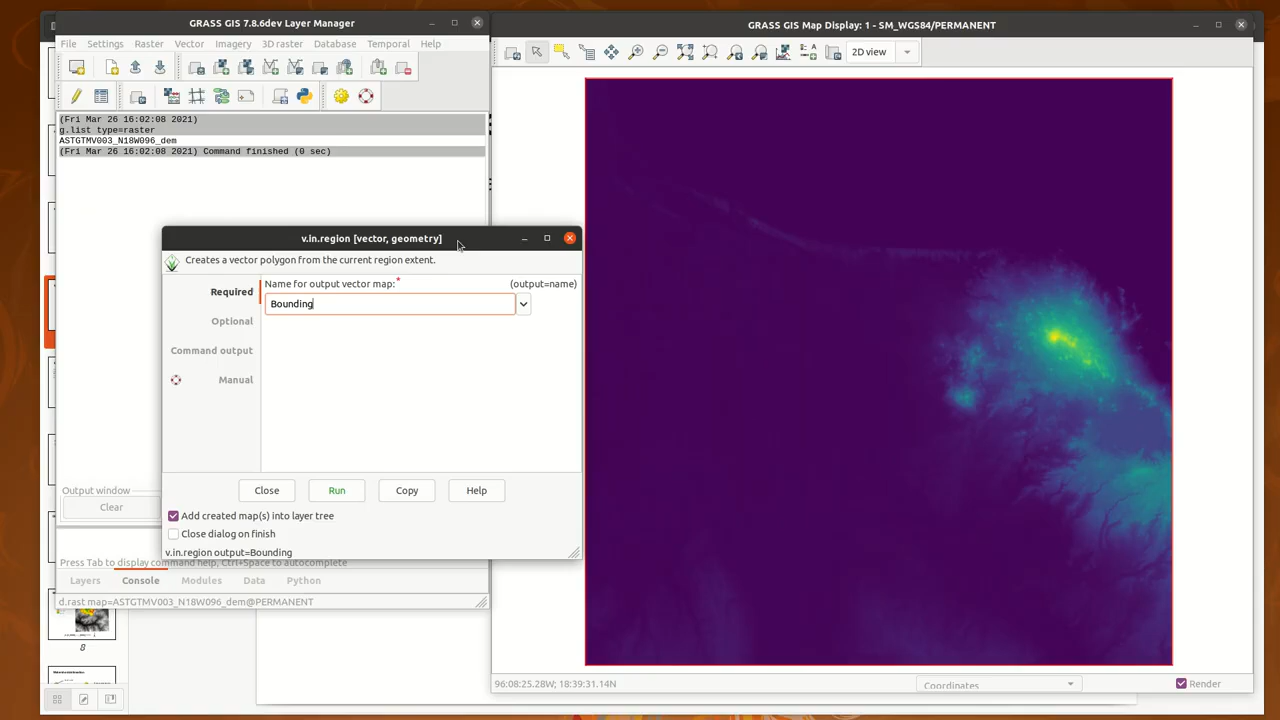 GRASS GIS 7.8.6dev Layer Manager
File Settings Raster Vector Imagery 3D raster Database Temporal Help
(Fri Mar 26 16:02:08 2021)
g.list type=raster
ASTGTMV003_N18W096_dem
(Fri Mar 26 16:02:08 2021) Command finished (0 sec)
v.in.region [vector, geometry]
Creates a vector polygon from the current region extent.
Required
Optional
Command output
Manual
Name for output vector map:* (output=name)
Bounding
Close Run Copy Help
Add created map(s) into layer tree
Close dialog on finish
v.in.region output=Bounding
Output window
Clear
Press Tab to display command help, Ctrl+Space to autocomplete
Layers Console Modules Data Python
d.rast map=ASTGTMV003_N18W096_dem@PERMANENT
8
GRASS GIS Map Display: 1 - SM_WGS84/PERMANENT
2D view
96:08:25.28W; 18:39:31.14N
Coordinates
Render